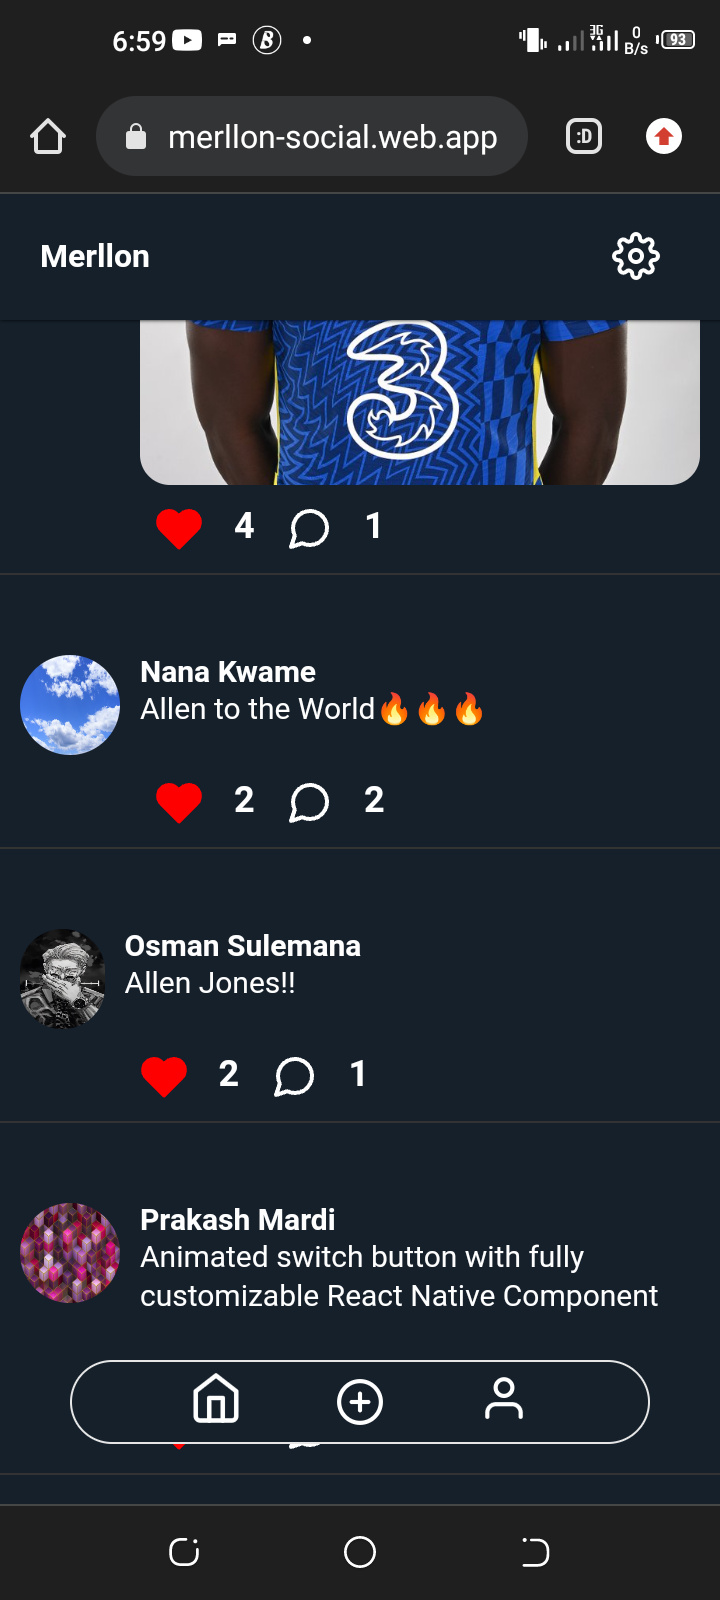 6:59
3G
0
B/s
93
merllon-social.web.app
:D
Merllon
3
4 1
Nana Kwame
Allen to the World🔥🔥🔥
2 2
Osman Sulemana
Allen Jones!!
2 1
Prakash Mardi
Animated switch button with fully
customizable React Native Component